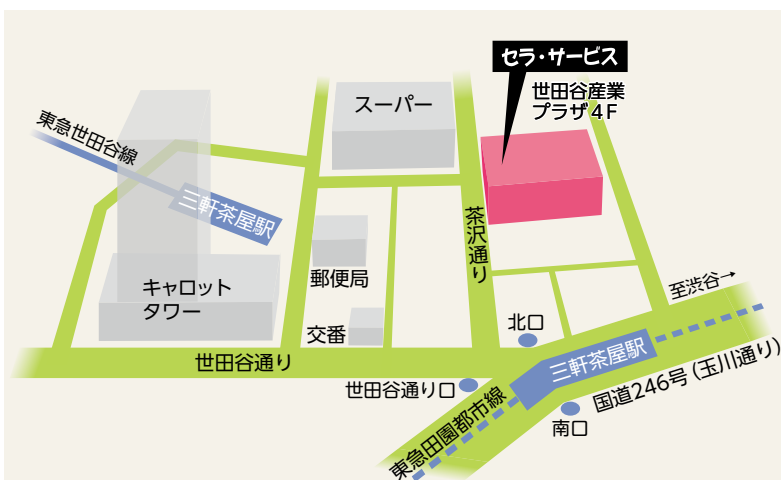 セラ・サービス
世田谷産業
プラザ4F
スーパー
東急世田谷線
三軒茶屋駅
茶沢通り
キャロット
タワー
郵便局
交番
世田谷通り
北口
至渋谷→
三軒茶屋駅
世田谷通り口
国道246号（玉川通り）
南口
東急田園都市線